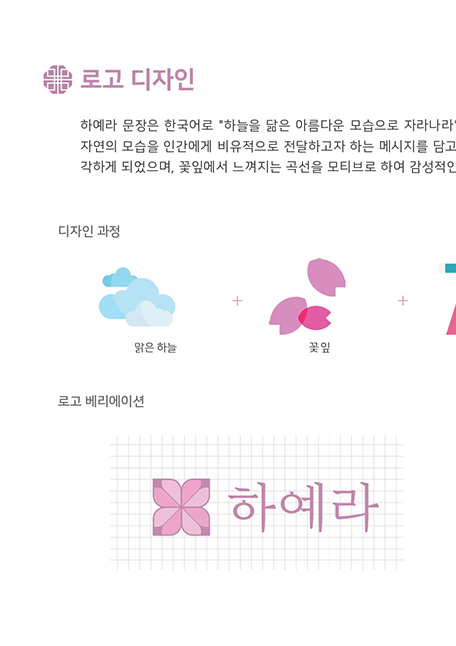 로고 디자인
하예라 문장은 한국어로 "하늘을 닮은 아름다운 모습으로 자라나라"
자연의 모습을 인간에게 비유적으로 전달하고자 하는 메시지를 담고
각하게 되었으며, 꽃잎에서 느껴지는 곡선을 모티브로 하여 감성적인
디자인 과정
+ +
맑은 하늘 꽃잎
로고 베리에이션
하예라